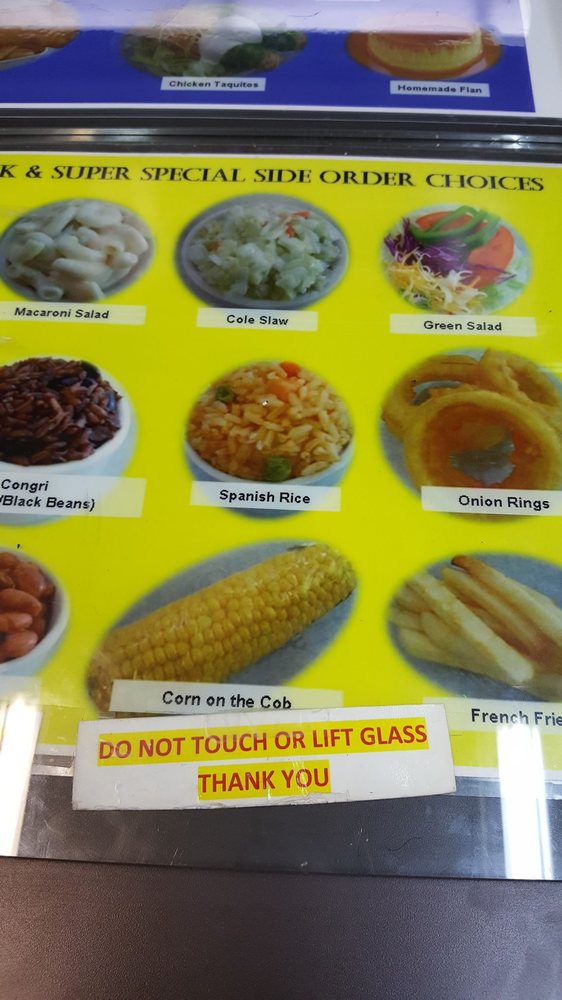 Chicken Taquitos
Homemade Flan
K & SUPER SPECIAL SIDE ORDER CHOICES
Macaroni Salad
Cole Slaw
Green Salad
Congri
/Black Beans)
Spanish Rice
Onion Rings
Corn on the Cob
French Frie
DO NOT TOUCH OR LIFT GLASS
THANK YOU